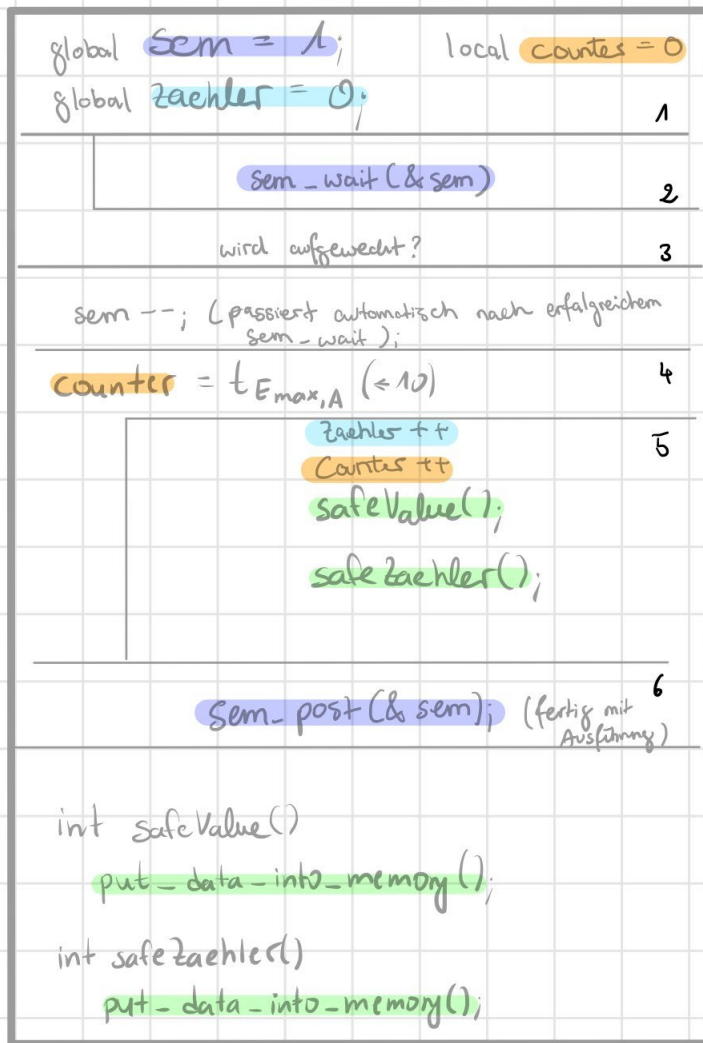 global Sem = 1; local counter = 0
global zaehler = 0;
1
sem_wait (& sem)
2
wird aufgeweckt?
3
sem --; (passiert automatisch nach erfolgreichem
sem_wait);
counter = t Emax,A (<10)
4
zaehler ++
5
Counter ++
safeValue();
safeZaehler();
6
Sem_post (& sem); (fertig mit
Ausführung)
int safeValue()
put_data_into_memory();
int safeZaehler()
put_data_into_memory();